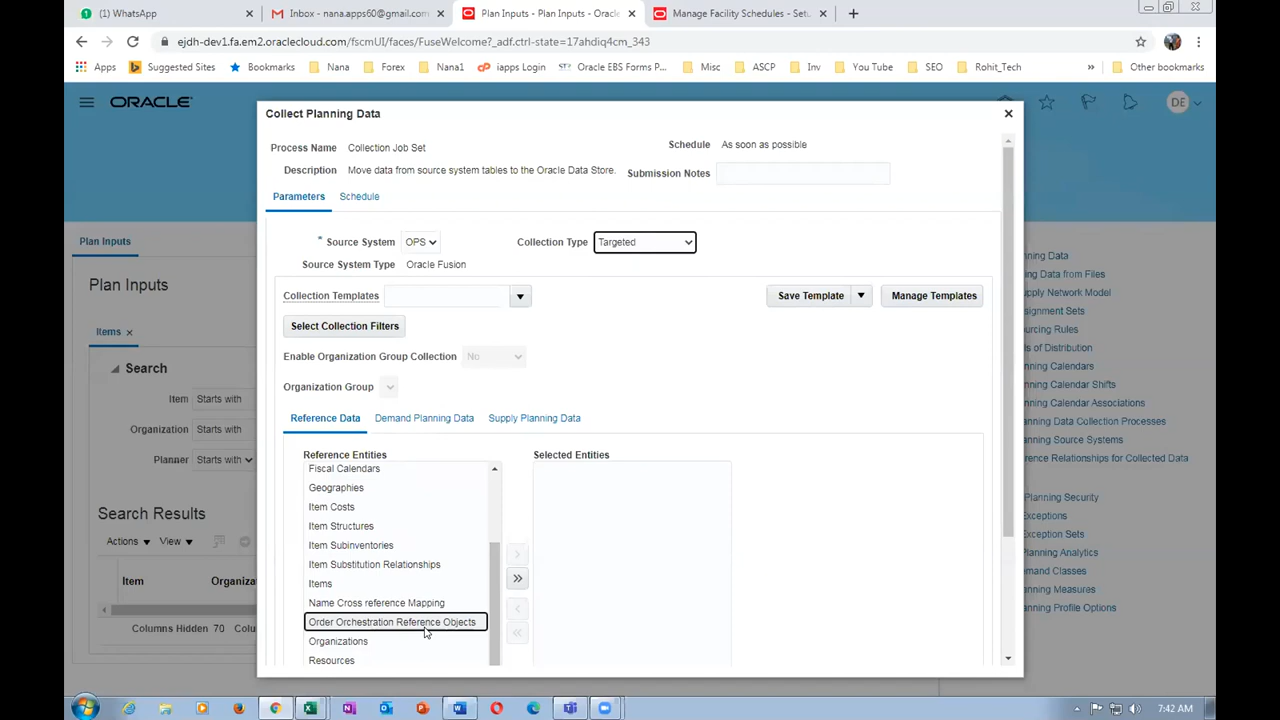 WhatsApp
Inbox - nana.apps60@gmail.com
Plan Inputs - Plan Inputs - Oracle
Manage Facility Schedules - Setu
ejdh-dev1.fa.em2.oraclecloud.com/fscmUI/faces/FuseWelcome?_adf.ctrl-state=17ahdiq4cm_343
Apps
Suggested Sites
Bookmarks
Nana
Forex
Nana1
iapps Login
Oracle EBS Forms P...
Misc
ASCP
Inv
You Tube
SEO
Rohit_Tech
»
Other bookmarks
ORACLE
DE
Collect Planning Data
Process Name Collection Job Set
Schedule As soon as possible
Description Move data from source system tables to the Oracle Data Store.
Submission Notes
Parameters
Schedule
* Source System OPS
Collection Type Targeted
Source System Type Oracle Fusion
Collection Templates
Save Template
Manage Templates
Select Collection Filters
Enable Organization Group Collection No
Organization Group
Reference Data
Demand Planning Data
Supply Planning Data
Reference Entities
Selected Entities
Fiscal Calendars
Geographies
Item Costs
Item Structures
Item Subinventories
Item Substitution Relationships
Items
Name Cross reference Mapping
Order Orchestration Reference Objects
Organizations
Resources
Plan Inputs
Plan Inputs
Items
Search
Item Starts with
Organization Starts with
Planner Starts with
Search Results
Actions
View
Item
Organiza
Columns Hidden 70 Colu
nning Data
nning Data from Files
upply Network Model
ssignment Sets
ourcing Rules
ls of Distribution
nning Calendars
nning Calendar Shifts
nning Calendar Associations
nning Data Collection Processes
nning Source Systems
rence Relationships for Collected Data
Planning Security
Exceptions
Exception Sets
Planning Analytics
emand Classes
Planning Measures
Planning Profile Options
7:42 AM